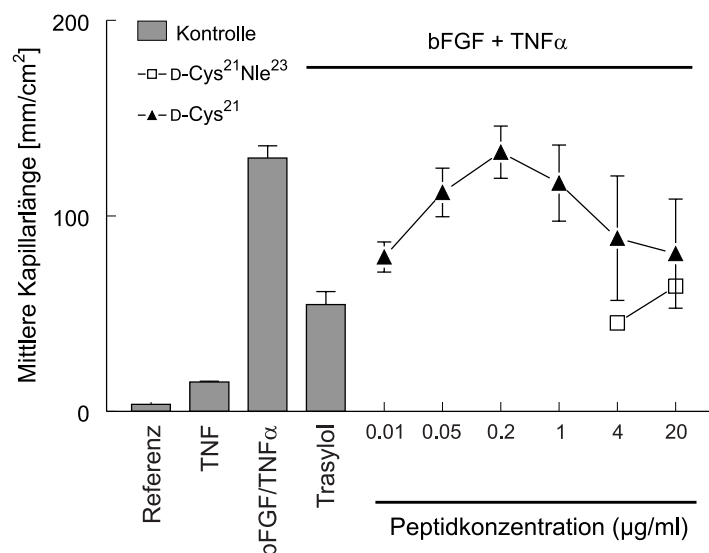 Mittlere Kapillarlänge [mm/cm²]
200
100
0
Kontrolle
D-Cys²¹Nle²³
D-Cys²¹
bFGF + TNFα
Referenz
TNF
bFGF/TNFα
Trasylol
0.01 0.05 0.2 1 4 20
Peptidkonzentration (µg/ml)